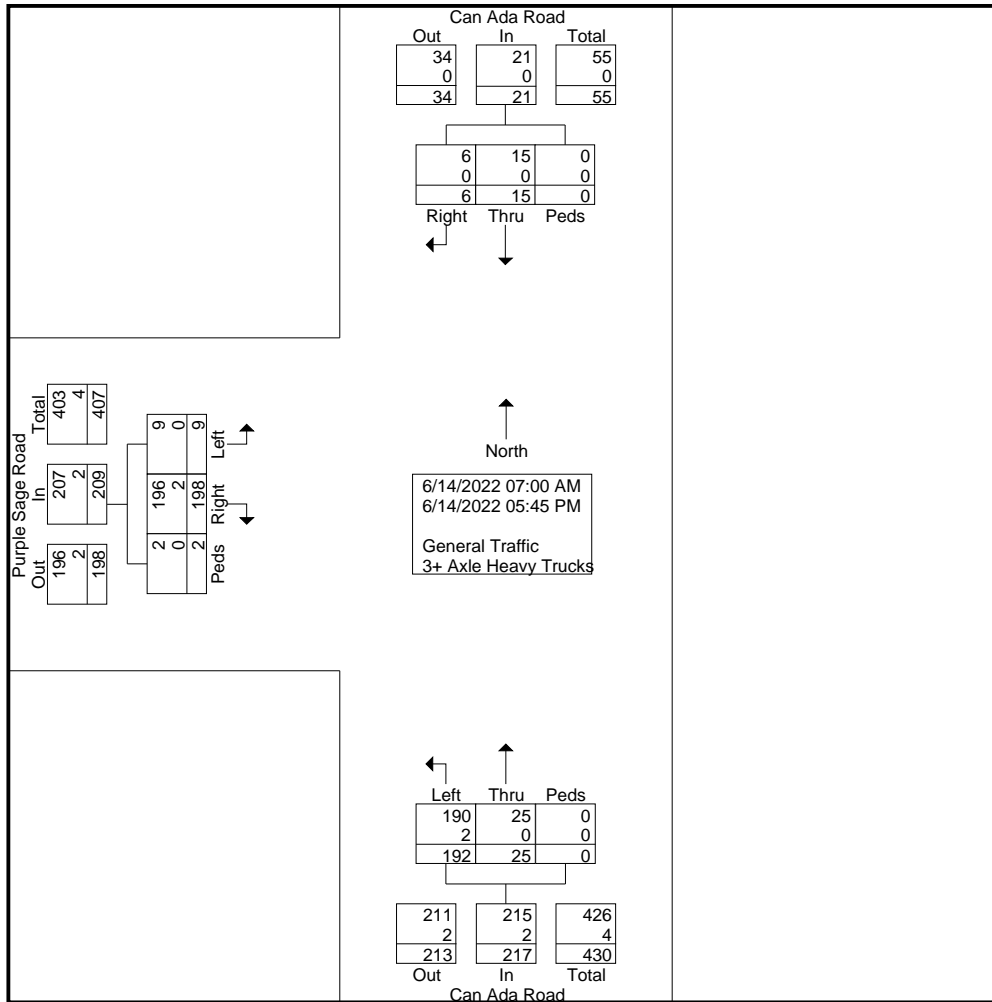 Can Ada Road
Out In Total
34 21 55
0 0 0
34 21 55
6 15 0
0 0 0
6 15 0
Right Thru Peds
Purple Sage Road
Total In Out
403 207 196
4 2 2
407 209 198
9 196 2
0 2 0
9 198 2
Left Right Peds
North
6/14/2022 07:00 AM
6/14/2022 05:45 PM
General Traffic
3+ Axle Heavy Trucks
Left Thru Peds
190 25 0
2 0 0
192 25 0
211 215 426
2 2 4
213 217 430
Out In Total
Can Ada Road